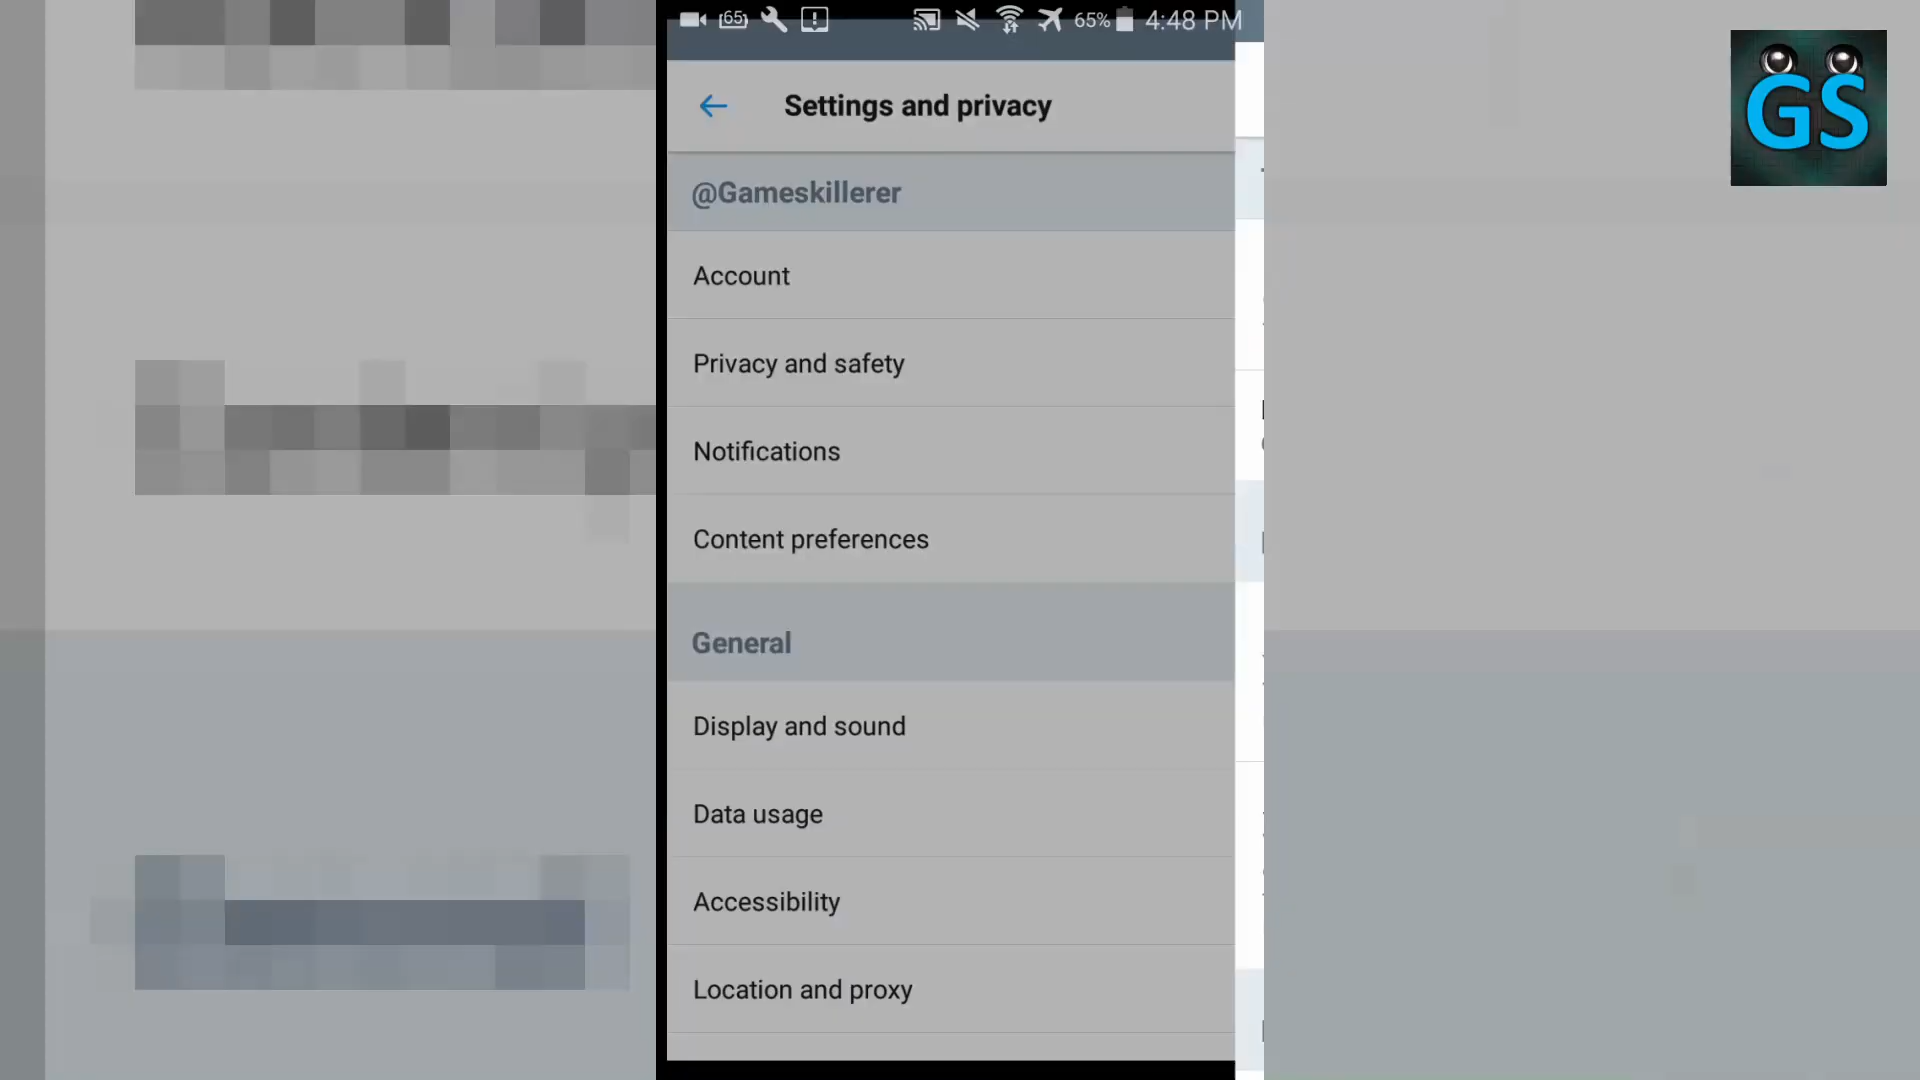 65 65% 4:48 PM
GS
Settings and privacy
@Gameskillerer
Account
Privacy and safety
Notifications
Content preferences
General
Display and sound
Data usage
Accessibility
Location and proxy